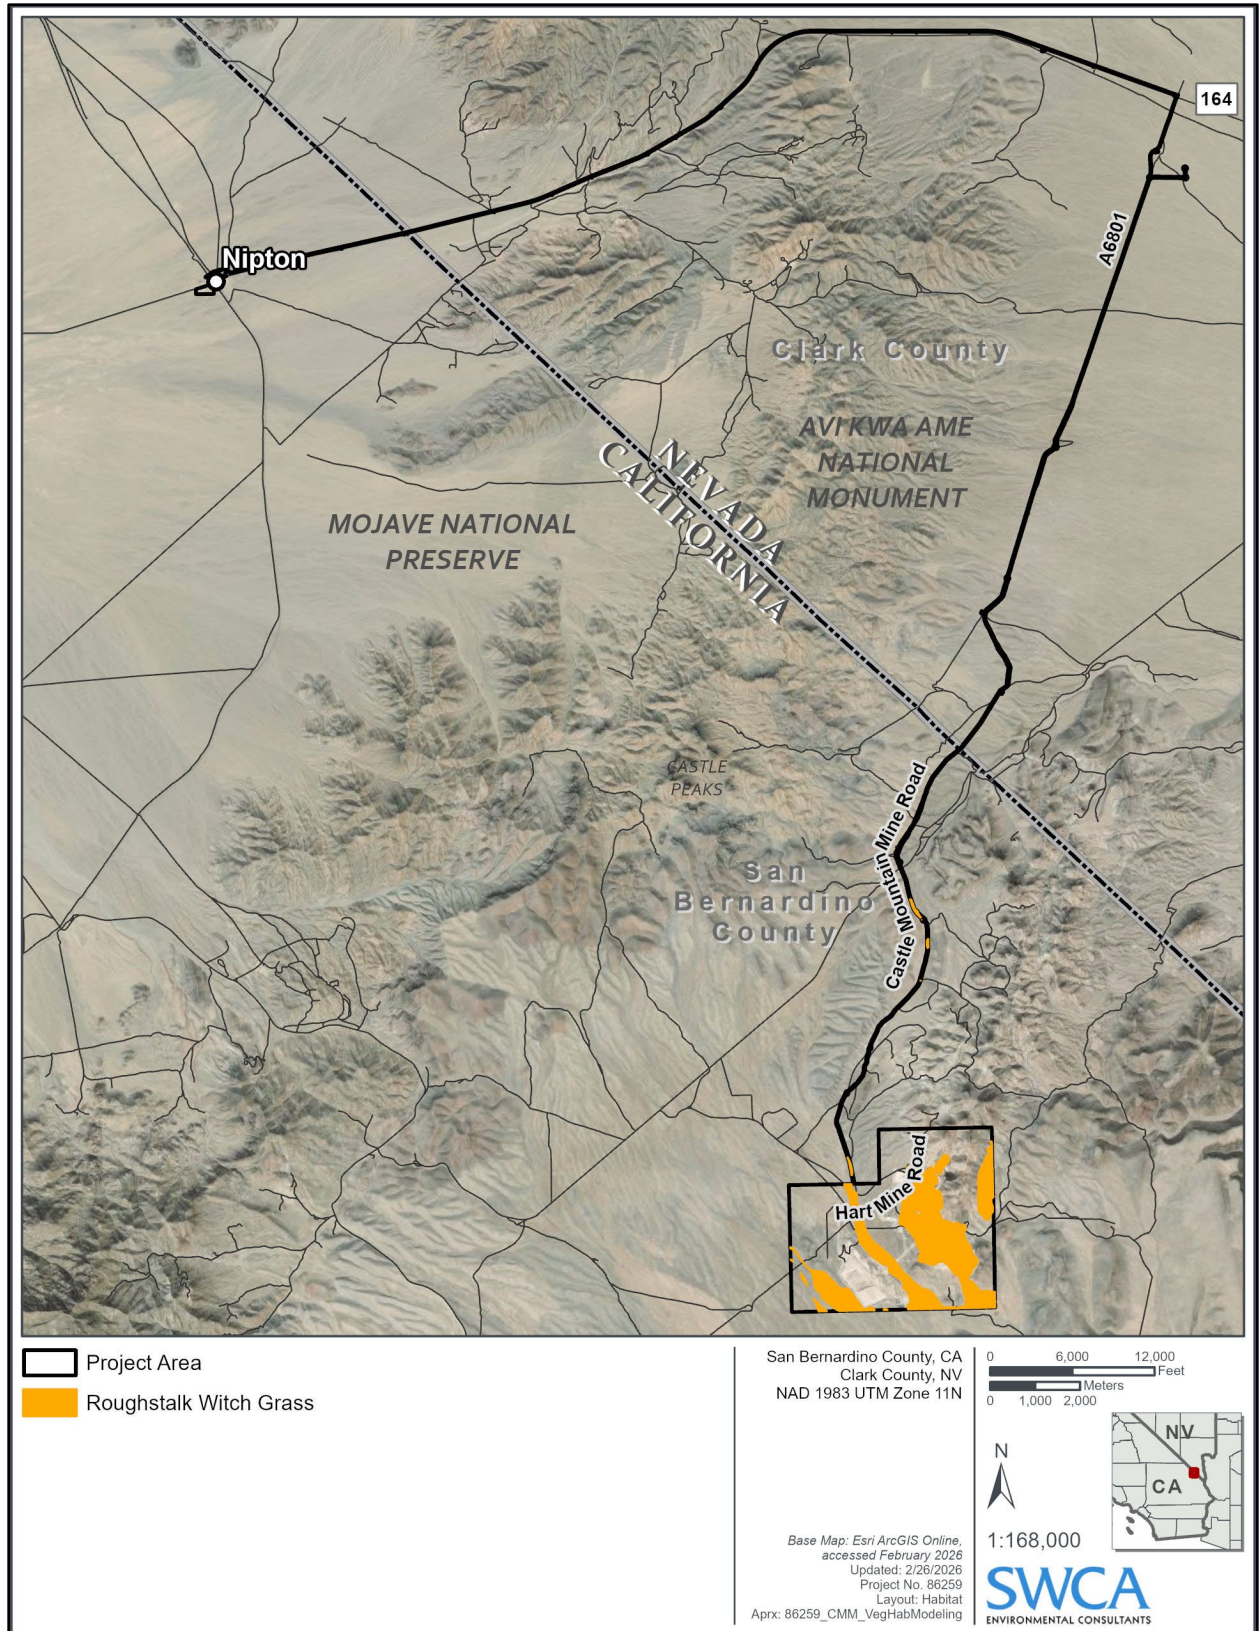 164
Nipton
A6801
Clark County
AVI KWA AME
NATIONAL
MONUMENT
NEVADA
CALIFORNIA
MOJAVE NATIONAL
PRESERVE
CASTLE
PEAKS
Castle Mountain Mine Road
San
Bernardino
County
Hart Mine Road
Project Area
Roughstalk Witch Grass
San Bernardino County, CA
Clark County, NV
NAD 1983 UTM Zone 11N
0 6,000 12,000
Feet
Meters
0 1,000 2,000
N
NV
CA
1:168,000
Base Map: Esri ArcGIS Online,
accessed February 2026
Updated: 2/26/2026
Project No. 86259
Layout: Habitat
Aprx: 86259_CMM_VegHabModeling
SWCA
ENVIRONMENTAL CONSULTANTS